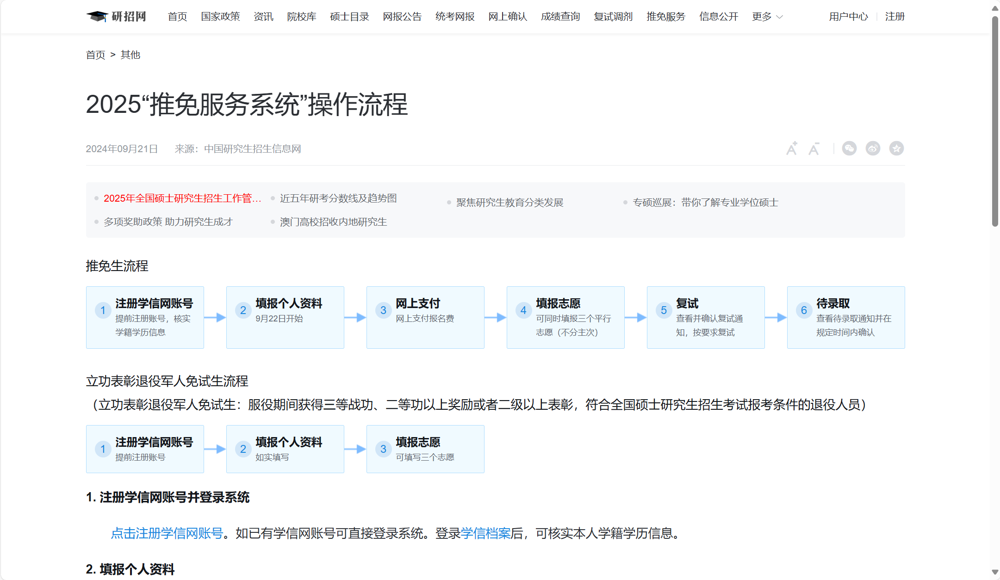 研招网 首页 国家政策 资讯 院校库 硕士目录 网报公告 统考网报 网上确认 成绩查询 复试调剂 推免服务 信息公开 更多 用户中心 注册
首页 > 其他
2025“推免服务系统”操作流程
2024年09月21日 来源：中国研究生招生信息网
2025年全国硕士研究生招生工作管... 近五年研考分数线及趋势图 聚焦研究生教育分类发展 专硕巡展：带你了解专业学位硕士
多项奖助政策 助力研究生成才 澳门高校招收内地研究生
推免生流程
1 注册学信网账号
提前注册账号，核实
学籍学历信息
2 填报个人资料
9月22日开始
3 网上支付
网上支付报名费
4 填报志愿
可同时填报三个平行
志愿（不分主次）
5 复试
查看并确认复试通
知，按要求复试
6 待录取
查看待录取通知并在
规定时间内确认
立功表彰退役军人免试生流程
（立功表彰退役军人免试生：服役期间获得三等战功、二等功以上奖励或者二级以上表彰，符合全国硕士研究生招生考试报考条件的退役人员）
1 注册学信网账号
提前注册账号
2 填报个人资料
如实填写
3 填报志愿
可填写三个志愿
1. 注册学信网账号并登录系统
点击注册学信网账号。如已有学信网账号可直接登录系统。登录学信档案后，可核实本人学籍学历信息。
2. 填报个人资料